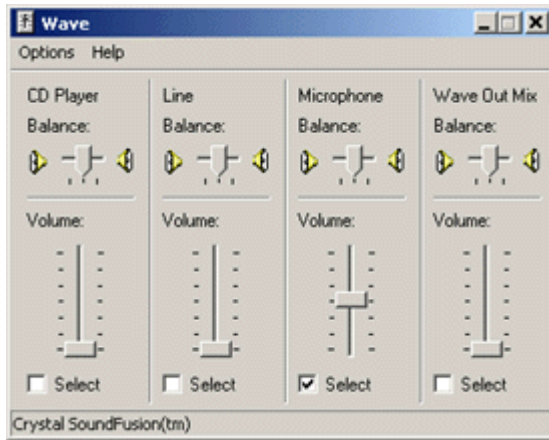 Wave
Options Help
CD Player Line Microphone Wave Out Mix
Balance: Balance: Balance: Balance:
Volume: Volume: Volume: Volume:
Select Select Select Select
Crystal SoundFusion(tm)